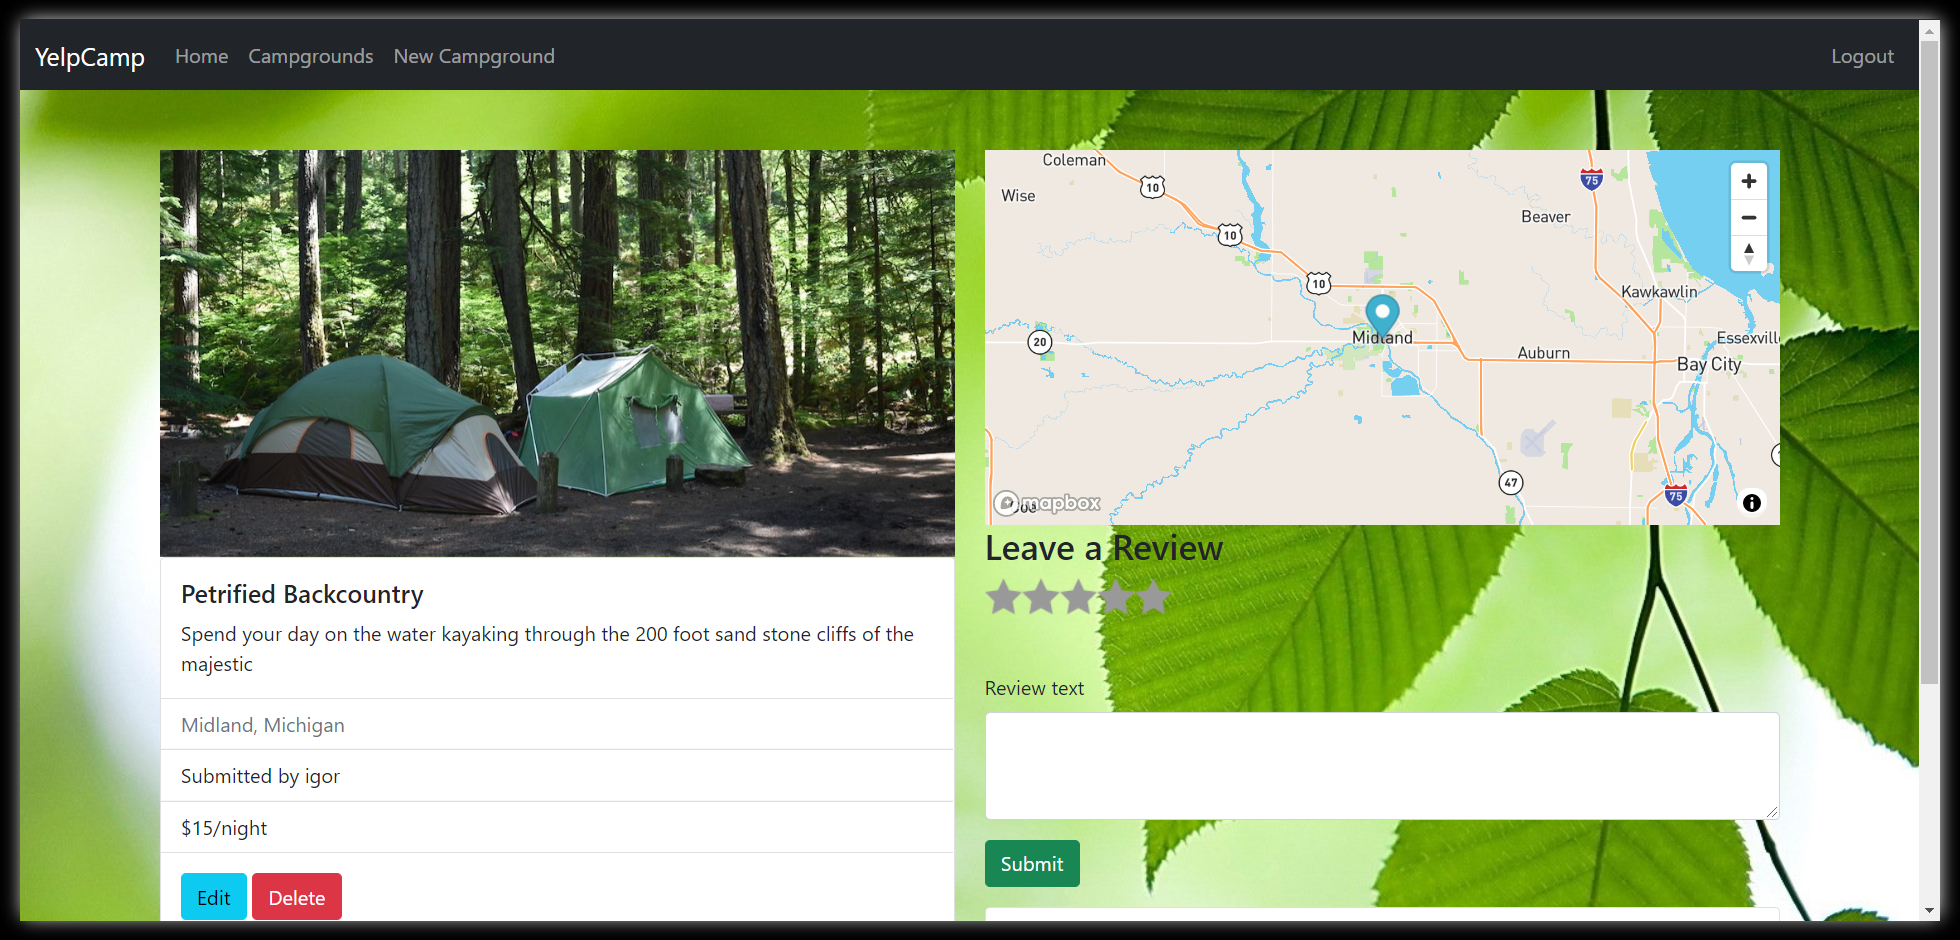 YelpCamp Home Campgrounds New Campground Logout
Petrified Backcountry
Spend your day on the water kayaking through the 200 foot sand stone cliffs of the
majestic
Midland, Michigan
Submitted by igor
$15/night
Edit Delete
Coleman
10
75
Wise
Beaver
10
10
Kawkawlin
20
Midland
Essexvill
Auburn
Bay City
47
75
mapbox
Leave a Review
Review text
Submit